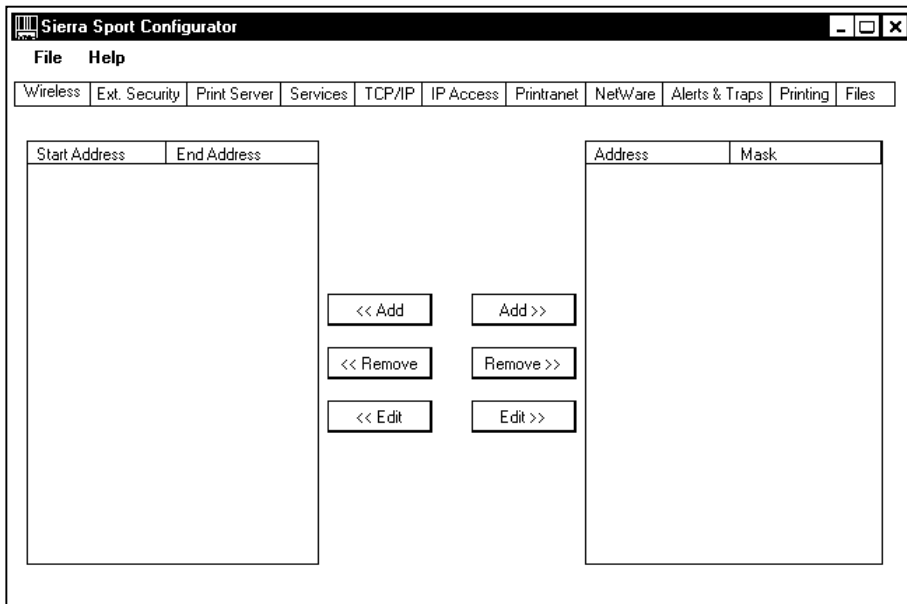 Sierra Sport Configurator
File Help
Wireless Ext. Security Print Server Services TCP/IP IP Access Printranet NetWare Alerts & Traps Printing Files
Start Address End Address Address Mask
<< Add Add >>
<< Remove Remove >>
<< Edit Edit >>